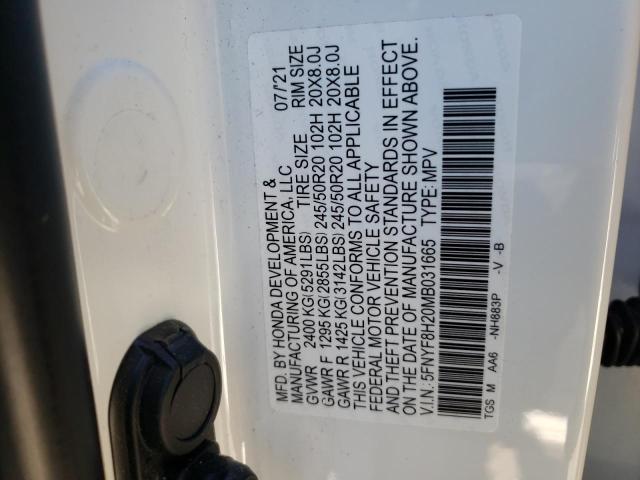 MFD. BY HONDA DEVELOPMENT &
MANUFACTURING OF AMERICA, LLC 07/'21
GVWR 2400 KG(5291LBS) TIRE SIZE RIM SIZE
GAWR F 1295 KG(2855LBS) 245/50R20 102H 20X8.0J
GAWR R 1425 KG(3142LBS) 245/50R20 102H 20X8.0J
THIS VEHICLE CONFORMS TO ALL APPLICABLE
FEDERAL MOTOR VEHICLE SAFETY
AND THEFT PREVENTION STANDARDS IN EFFECT
ON THE DATE OF MANUFACTURE SHOWN ABOVE.
V.I.N.: 5FNYF8H20MB031665 TYPE: MPV
TGS M AA6 -NH883P -V -B